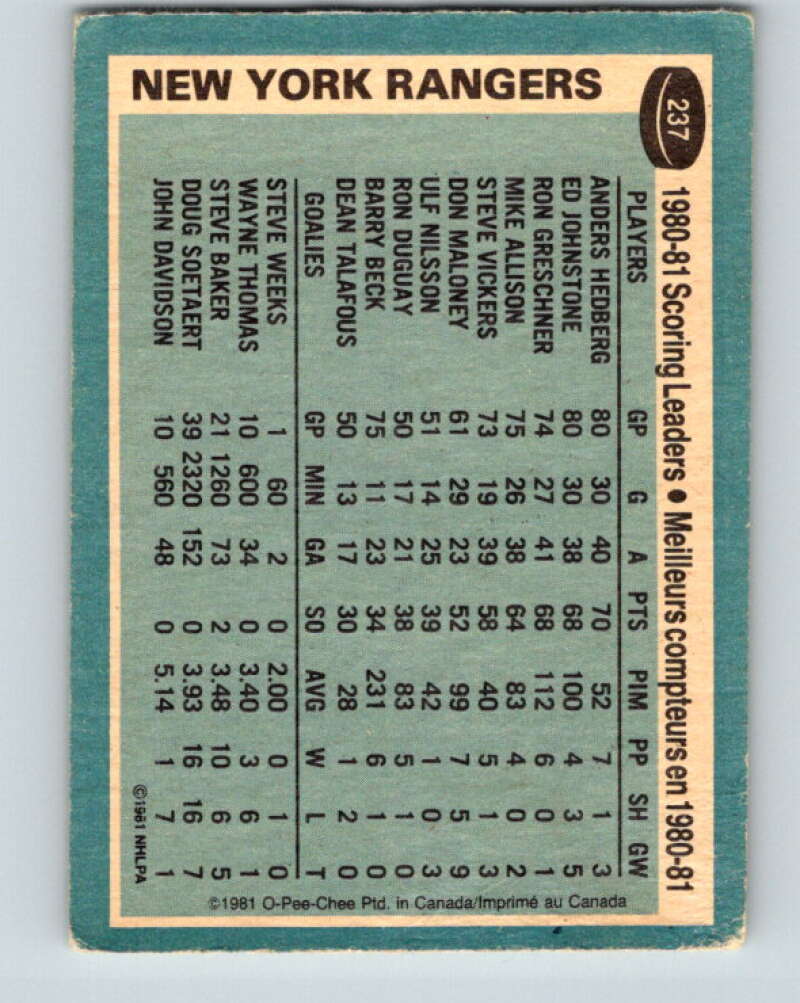 NEW YORK RANGERS
237
1980-81 Scoring Leaders • Meilleurs compteurs en 1980-81
PLAYERS GP G A PTS PIM PP SH GW
ANDERS HEDBERG 80 30 40 70 52 7 1 3
ED JOHNSTONE 80 30 38 68 100 4 3 5
RON GRESCHNER 74 27 41 68 112 6 0 1
MIKE ALLISON 75 26 38 64 83 4 0 2
STEVE VICKERS 73 19 39 58 40 5 1 3
DON MALONEY 61 29 23 52 99 7 5 9
ULF NILSSON 51 14 25 39 42 1 0 3
RON DUGUAY 50 17 21 38 83 5 1 0
BARRY BECK 75 11 23 34 231 6 1 0
DEAN TALAFOUS 50 13 17 30 28 1 2 0
GOALIES GP MIN GA SO AVG W L T
STEVE WEEKS 1 60 2 0 2.00 0 1 0
WAYNE THOMAS 10 600 34 0 3.40 3 6 1
STEVE BAKER 21 1260 73 2 3.48 10 6 5
DOUG SOETAERT 39 2320 152 0 3.93 16 16 7
JOHN DAVIDSON 10 560 48 0 5.14 1 7 1
©1981 NHLPA
©1981 O-Pee-Chee Ptd. in Canada/Imprimé au Canada